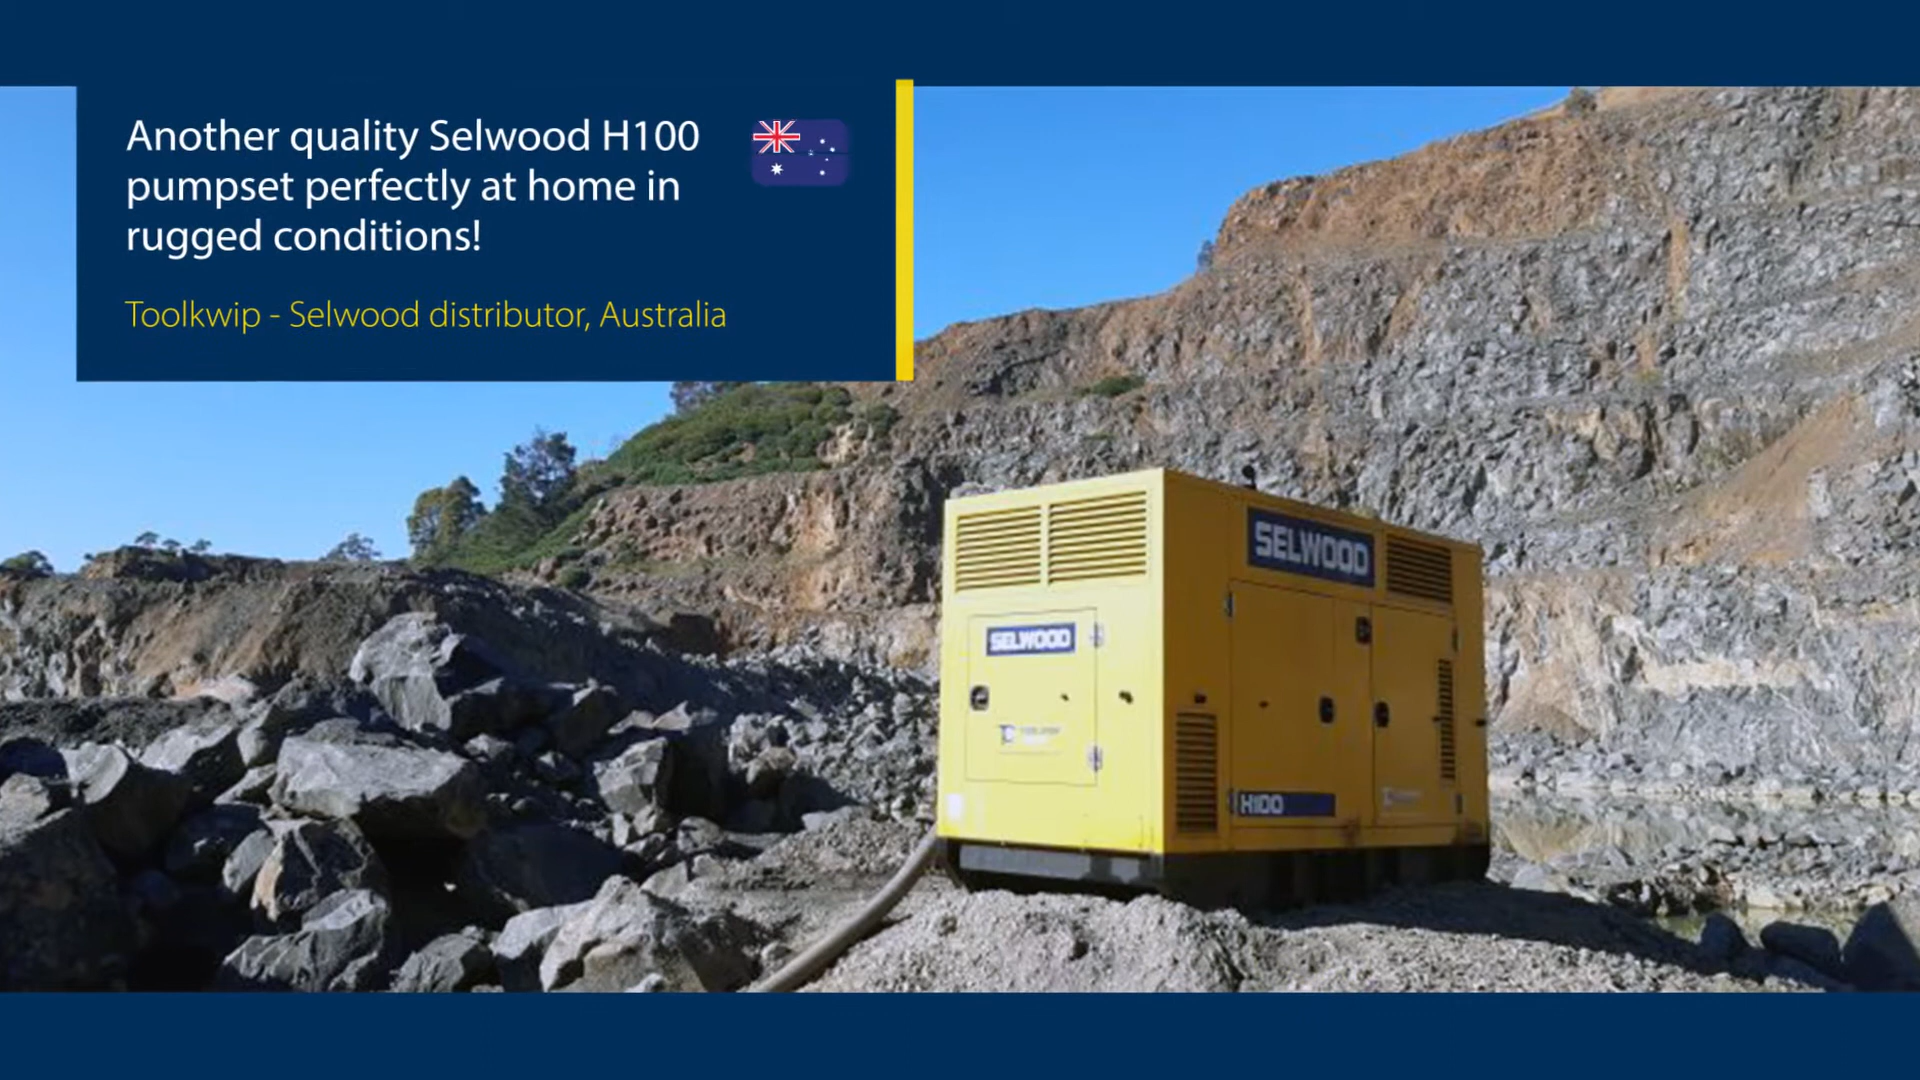 Another quality Selwood H100
pumpset perfectly at home in
rugged conditions!
Toolkwip - Selwood distributor, Australia
SELWOOD
SELWOOD
H100